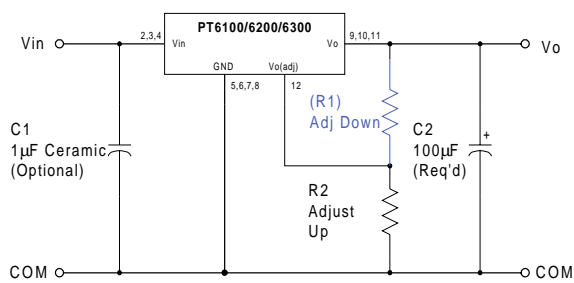 PT6100/6200/6300
Vin
2,3,4
Vin
Vo
9,10,11
Vo
GND
Vo(adj)
5,6,7,8
12
(R1)
Adj Down
C1
1µF Ceramic
(Optional)
C2
100µF
(Req'd)
+
R2
Adjust
Up
COM
COM